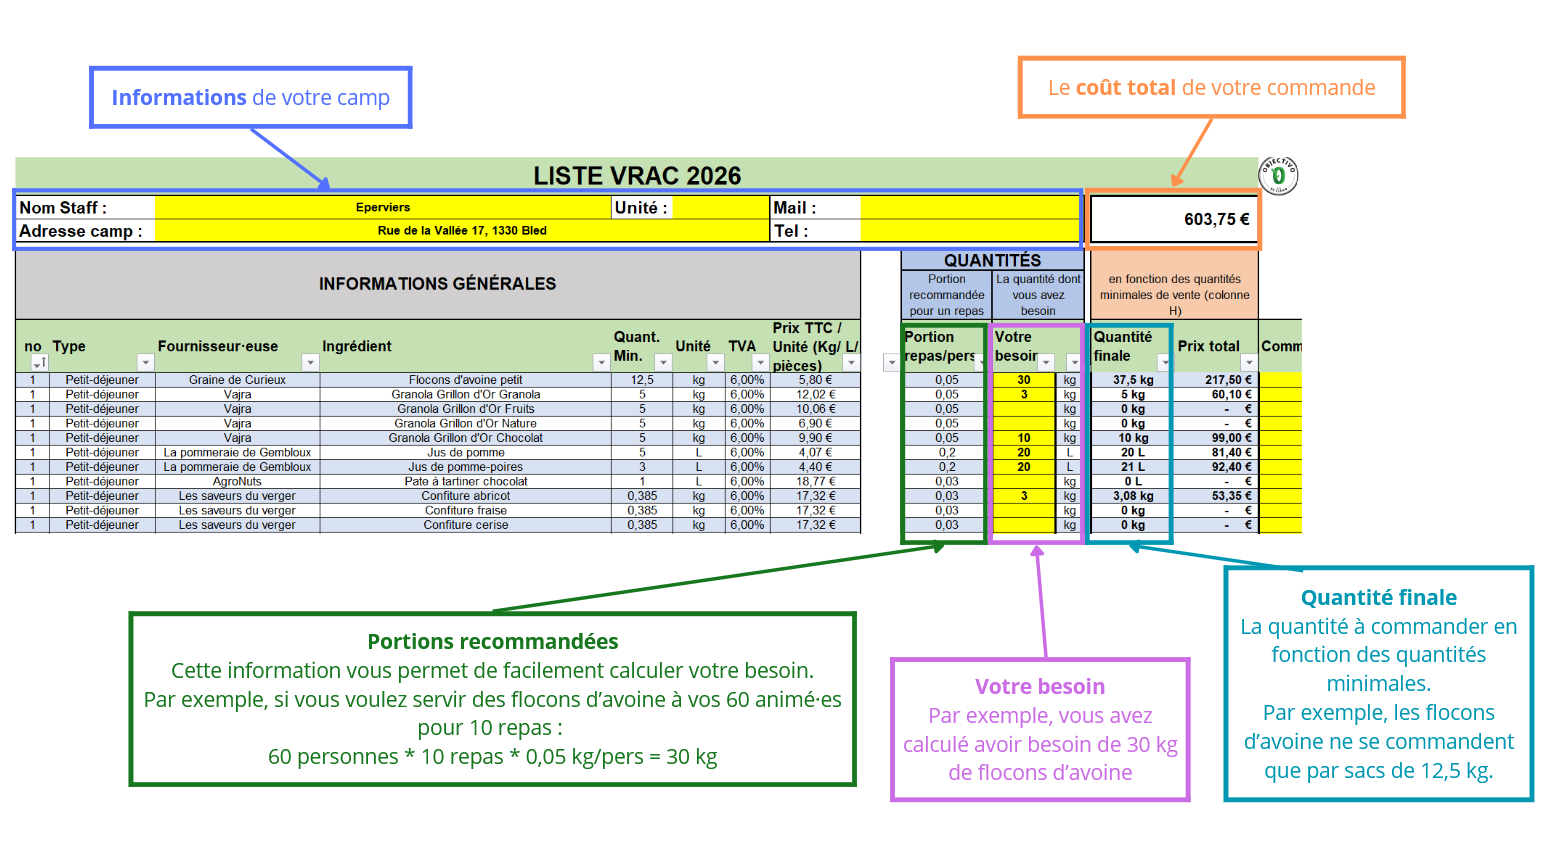 Informations de votre camp
Le coût total de votre commande
LISTE VRAC 2026
OBJECTIVO
Nom Staff : Eperviers Unité : Mail : 603,75 €
Adresse camp : Rue de la Vallée 17, 1330 Bled Tel :
INFORMATIONS GÉNÉRALES
QUANTITÉS
Portion recommandée pour un repas
La quantité dont vous avez besoin
en fonction des quantités minimales de vente (colonne H)
no Type Fournisseur·euse Ingrédient Quant. Min. Unité TVA Prix TTC / Unité (Kg/ L/ pièces) Portion repas/pers Votre besoin Quantité finale Prix total Comm
1 Petit-déjeuner Graine de Curieux Flocons d'avoine petit 12,5 kg 6,00% 5,80 € 0,05 30 kg 37,5 kg 217,50 €
1 Petit-déjeuner Vajra Granola Grillon d'Or Granola 5 kg 6,00% 12,02 € 0,05 3 kg 5 kg 60,10 €
1 Petit-déjeuner Vajra Granola Grillon d'Or Fruits 5 kg 6,00% 10,06 € 0,05 kg 0 kg - €
1 Petit-déjeuner Vajra Granola Grillon d'Or Nature 5 kg 6,00% 6,90 € 0,05 kg 0 kg - €
1 Petit-déjeuner Vajra Granola Grillon d'Or Chocolat 5 kg 6,00% 9,90 € 0,05 10 kg 10 kg 99,00 €
1 Petit-déjeuner La pommeraie de Gembloux Jus de pomme 5 L 6,00% 4,07 € 0,2 20 L 20 L 81,40 €
1 Petit-déjeuner La pommeraie de Gembloux Jus de pomme-poires 3 L 6,00% 4,40 € 0,2 20 L 21 L 92,40 €
1 Petit-déjeuner AgroNuts Pate à tartiner chocolat 1 L 6,00% 18,77 € 0,03 kg 0 L - €
1 Petit-déjeuner Les saveurs du verger Confiture abricot 0,385 kg 6,00% 17,32 € 0,03 3 kg 3,08 kg 53,35 €
1 Petit-déjeuner Les saveurs du verger Confiture fraise 0,385 kg 6,00% 17,32 € 0,03 kg 0 kg - €
1 Petit-déjeuner Les saveurs du verger Confiture cerise 0,385 kg 6,00% 17,32 € 0,03 kg 0 kg - €
Portions recommandées
Cette information vous permet de facilement calculer votre besoin.
Par exemple, si vous voulez servir des flocons d’avoine à vos 60 animé·es
pour 10 repas :
60 personnes * 10 repas * 0,05 kg/pers = 30 kg
Votre besoin
Par exemple, vous avez
calculé avoir besoin de 30 kg
de flocons d’avoine
Quantité finale
La quantité à commander en
fonction des quantités
minimales.
Par exemple, les flocons
d’avoine ne se commandent
que par sacs de 12,5 kg.